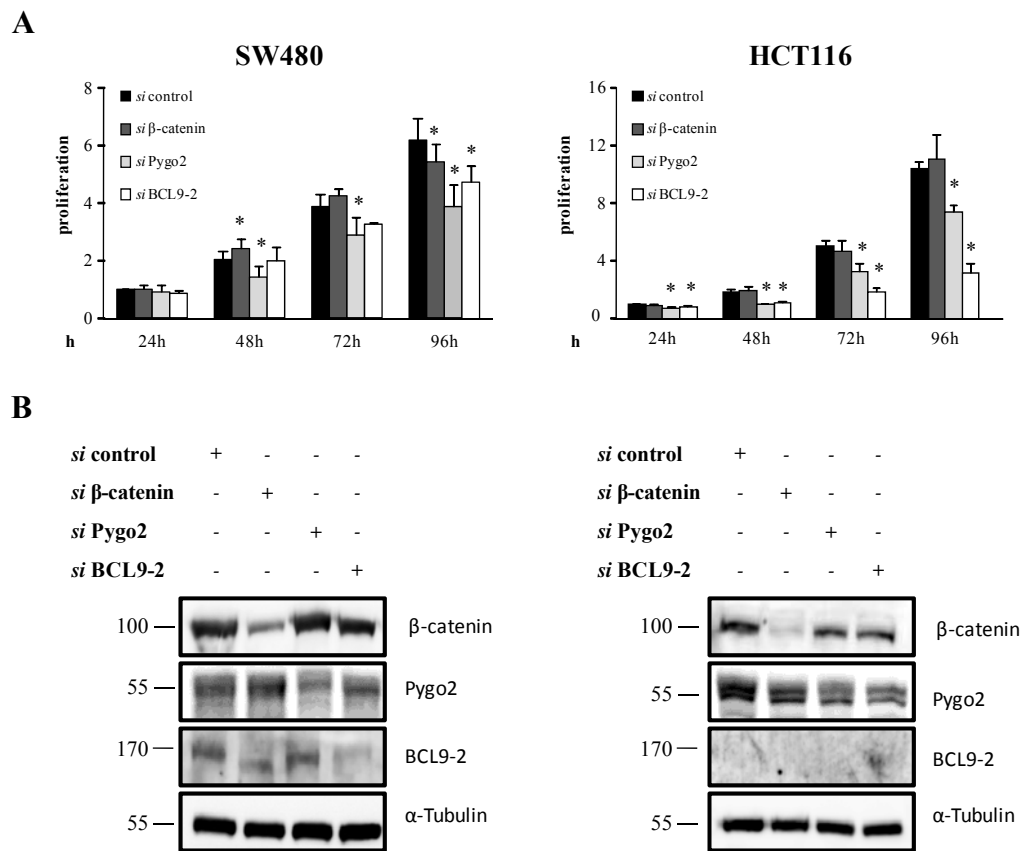 A
SW480
HCT116
8
6
4
2
0
proliferation
si control
si β-catenin
si Pygo2
si BCL9-2
* * * * * * *
h 24h 48h 72h 96h
16
12
8
4
0
proliferation
si control
si β-catenin
si Pygo2
si BCL9-2
* * * * * * * *
h 24h 48h 72h 96h
B
si control + - - -
si β-catenin - + - -
si Pygo2 - - + -
si BCL9-2 - - - +
100 β-catenin
55 Pygo2
170 BCL9-2
55 α-Tubulin
si control + - - -
si β-catenin - + - -
si Pygo2 - - + -
si BCL9-2 - - - +
100 β-catenin
55 Pygo2
170 BCL9-2
55 α-Tubulin